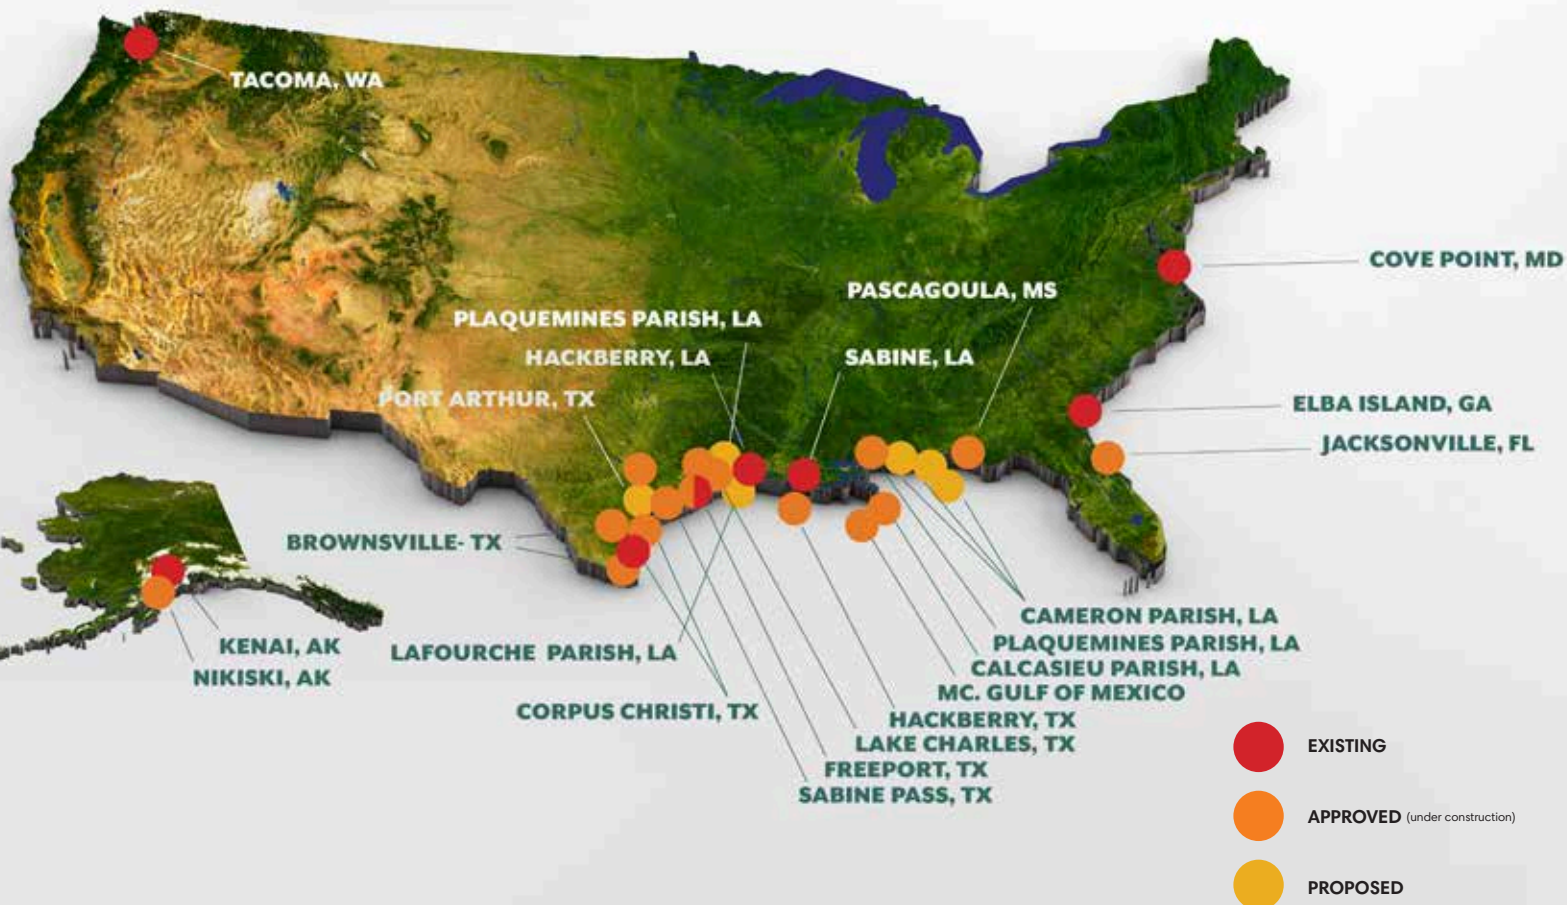 TACOMA, WA
COVE POINT, MD
PASCAGOULA, MS
PLAQUEMINES PARISH, LA
HACKBERRY, LA
SABINE, LA
PORT ARTHUR, TX
ELBA ISLAND, GA
JACKSONVILLE, FL
BROWNSVILLE- TX
CAMERON PARISH, LA
KENAI, AK
LAFOURCHE PARISH, LA
PLAQUEMINES PARISH, LA
CALCASIEU PARISH, LA
NIKISKI, AK
MC. GULF OF MEXICO
CORPUS CHRISTI, TX
HACKBERRY, TX
LAKE CHARLES, TX
FREEPORT, TX
SABINE PASS, TX
EXISTING
APPROVED (under construction)
PROPOSED